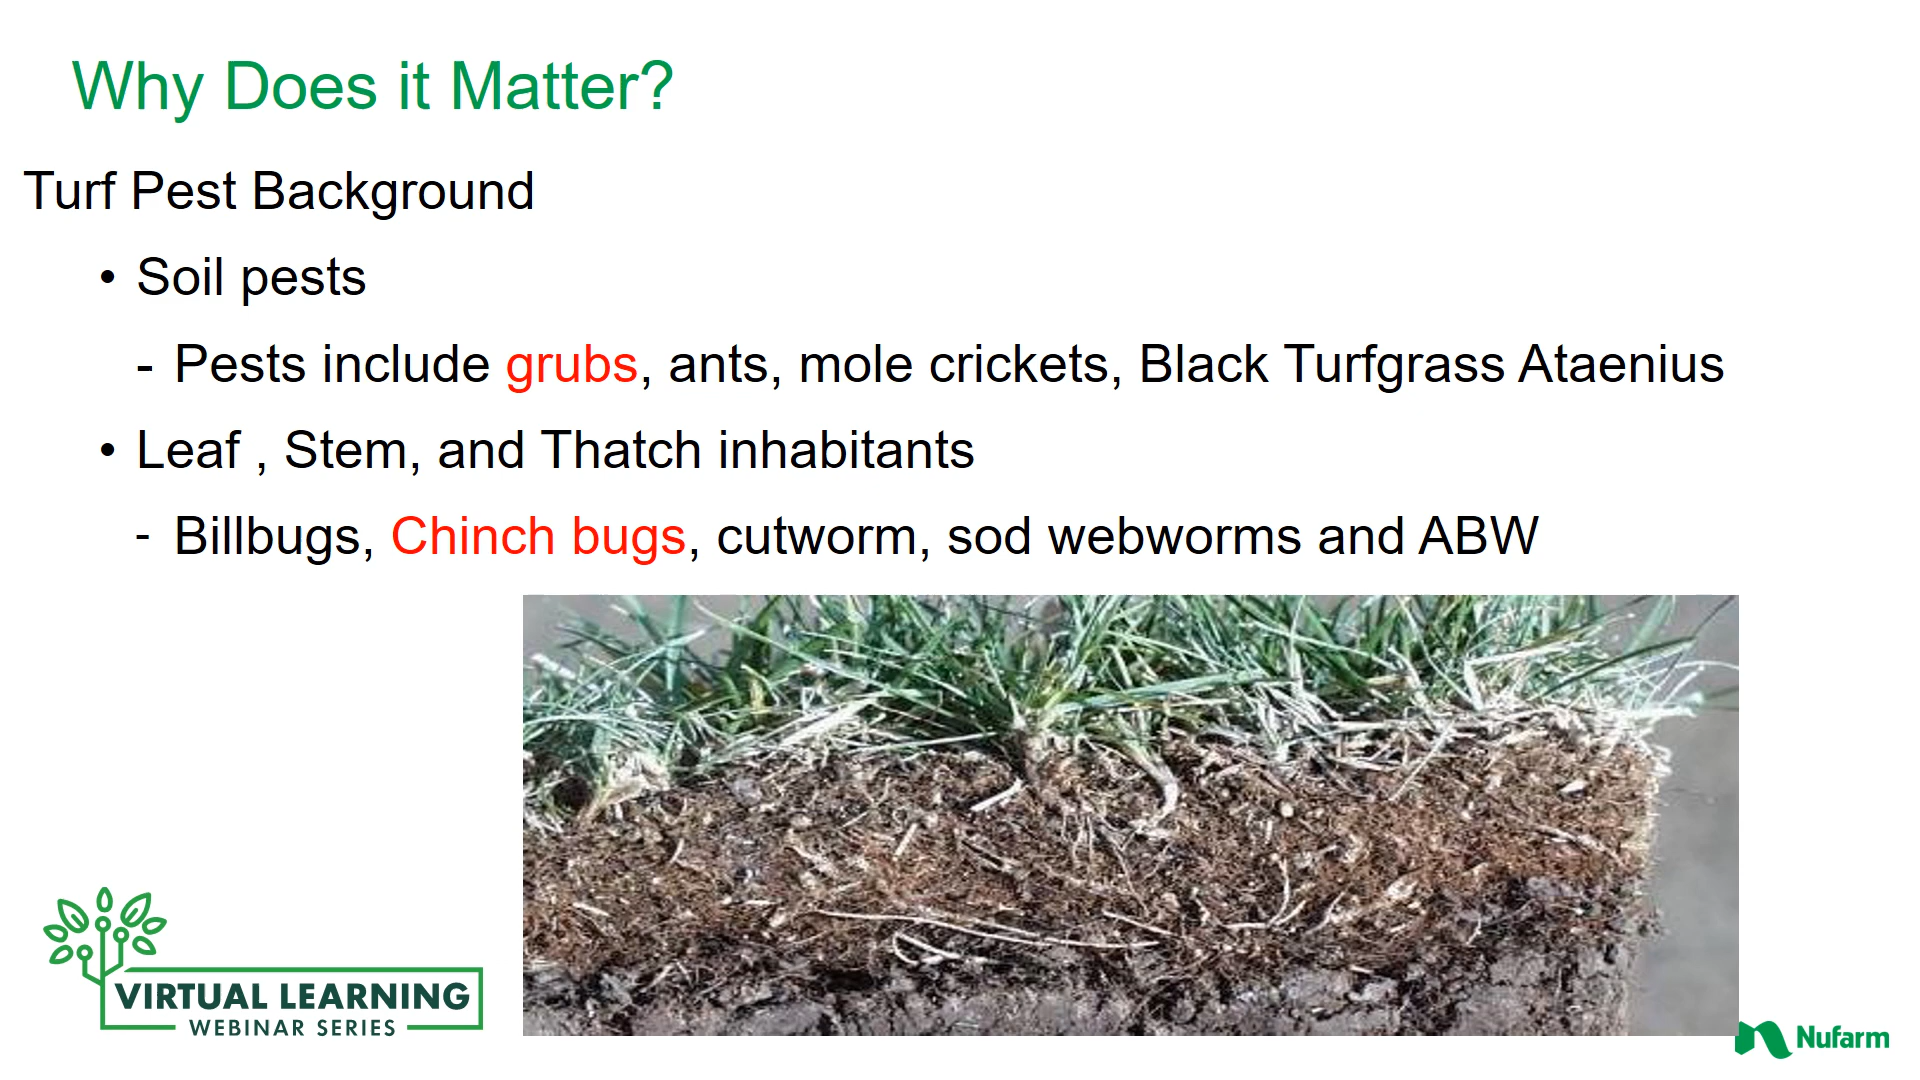 Why Does it Matter?
Turf Pest Background
• Soil pests
- Pests include grubs, ants, mole crickets, Black Turfgrass Ataenius
• Leaf , Stem, and Thatch inhabitants
- Billbugs, Chinch bugs, cutworm, sod webworms and ABW
VIRTUAL LEARNING
WEBINAR SERIES
Nufarm